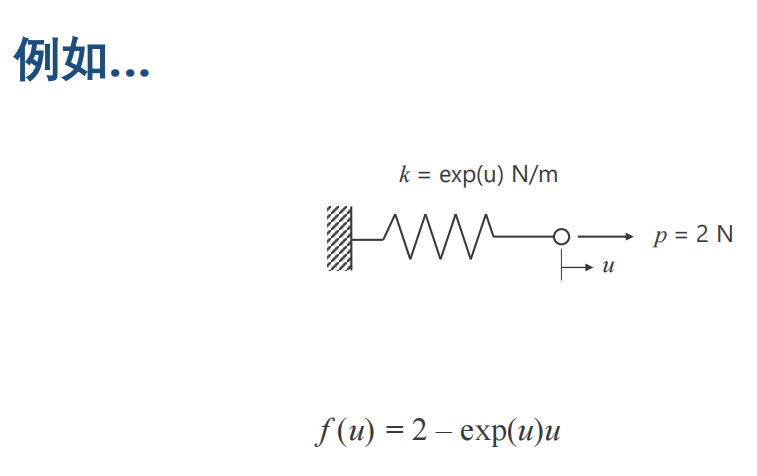 例如...
k = exp(u) N/m
p = 2 N
u
f (u) = 2 – exp(u)u